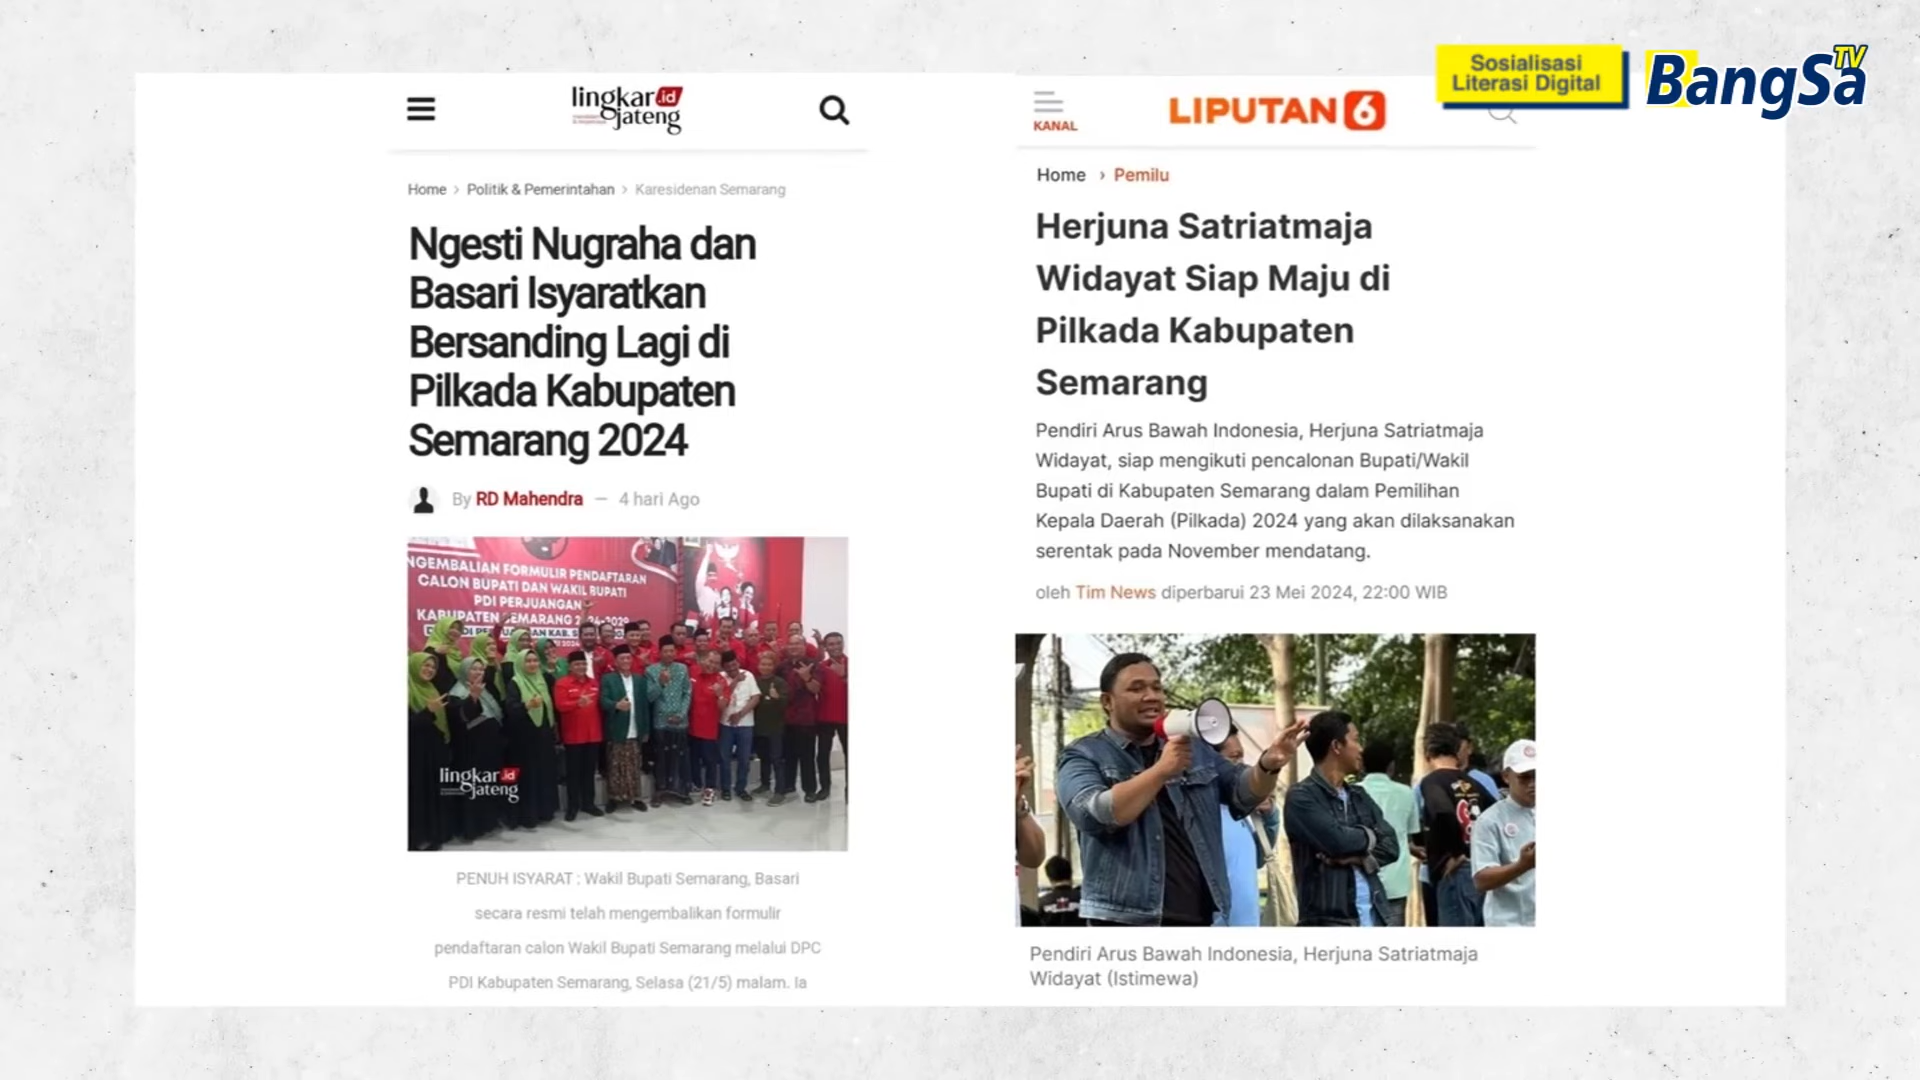 Sosialisasi
Literasi Digital
BangSa TV
lingkar.id
jateng
Home > Politik & Pemerintahan > Karesidenan Semarang
Ngesti Nugraha dan
Basari Isyaratkan
Bersanding Lagi di
Pilkada Kabupaten
Semarang 2024
By RD Mahendra — 4 hari Ago
NGEMBALIAN FORMULIR PENDAFTARAN
CALON BUPATI DAN WAKIL BUPATI
PDI PERJUANGAN
KABUPATEN SEMARANG 2024-2029
lingkar.id
jateng
PENUH ISYARAT ; Wakil Bupati Semarang, Basari
secara resmi telah mengembalikan formulir
pendaftaran calon Wakil Bupati Semarang melalui DPC
PDI Kabupaten Semarang, Selasa (21/5) malam. Ia
KANAL
LIPUTAN 6
Home > Pemilu
Herjuna Satriatmaja
Widayat Siap Maju di
Pilkada Kabupaten
Semarang
Pendiri Arus Bawah Indonesia, Herjuna Satriatmaja
Widayat, siap mengikuti pencalonan Bupati/Wakil
Bupati di Kabupaten Semarang dalam Pemilihan
Kepala Daerah (Pilkada) 2024 yang akan dilaksanakan
serentak pada November mendatang.
oleh Tim News diperbarui 23 Mei 2024, 22:00 WIB
Pendiri Arus Bawah Indonesia, Herjuna Satriatmaja
Widayat (Istimewa)